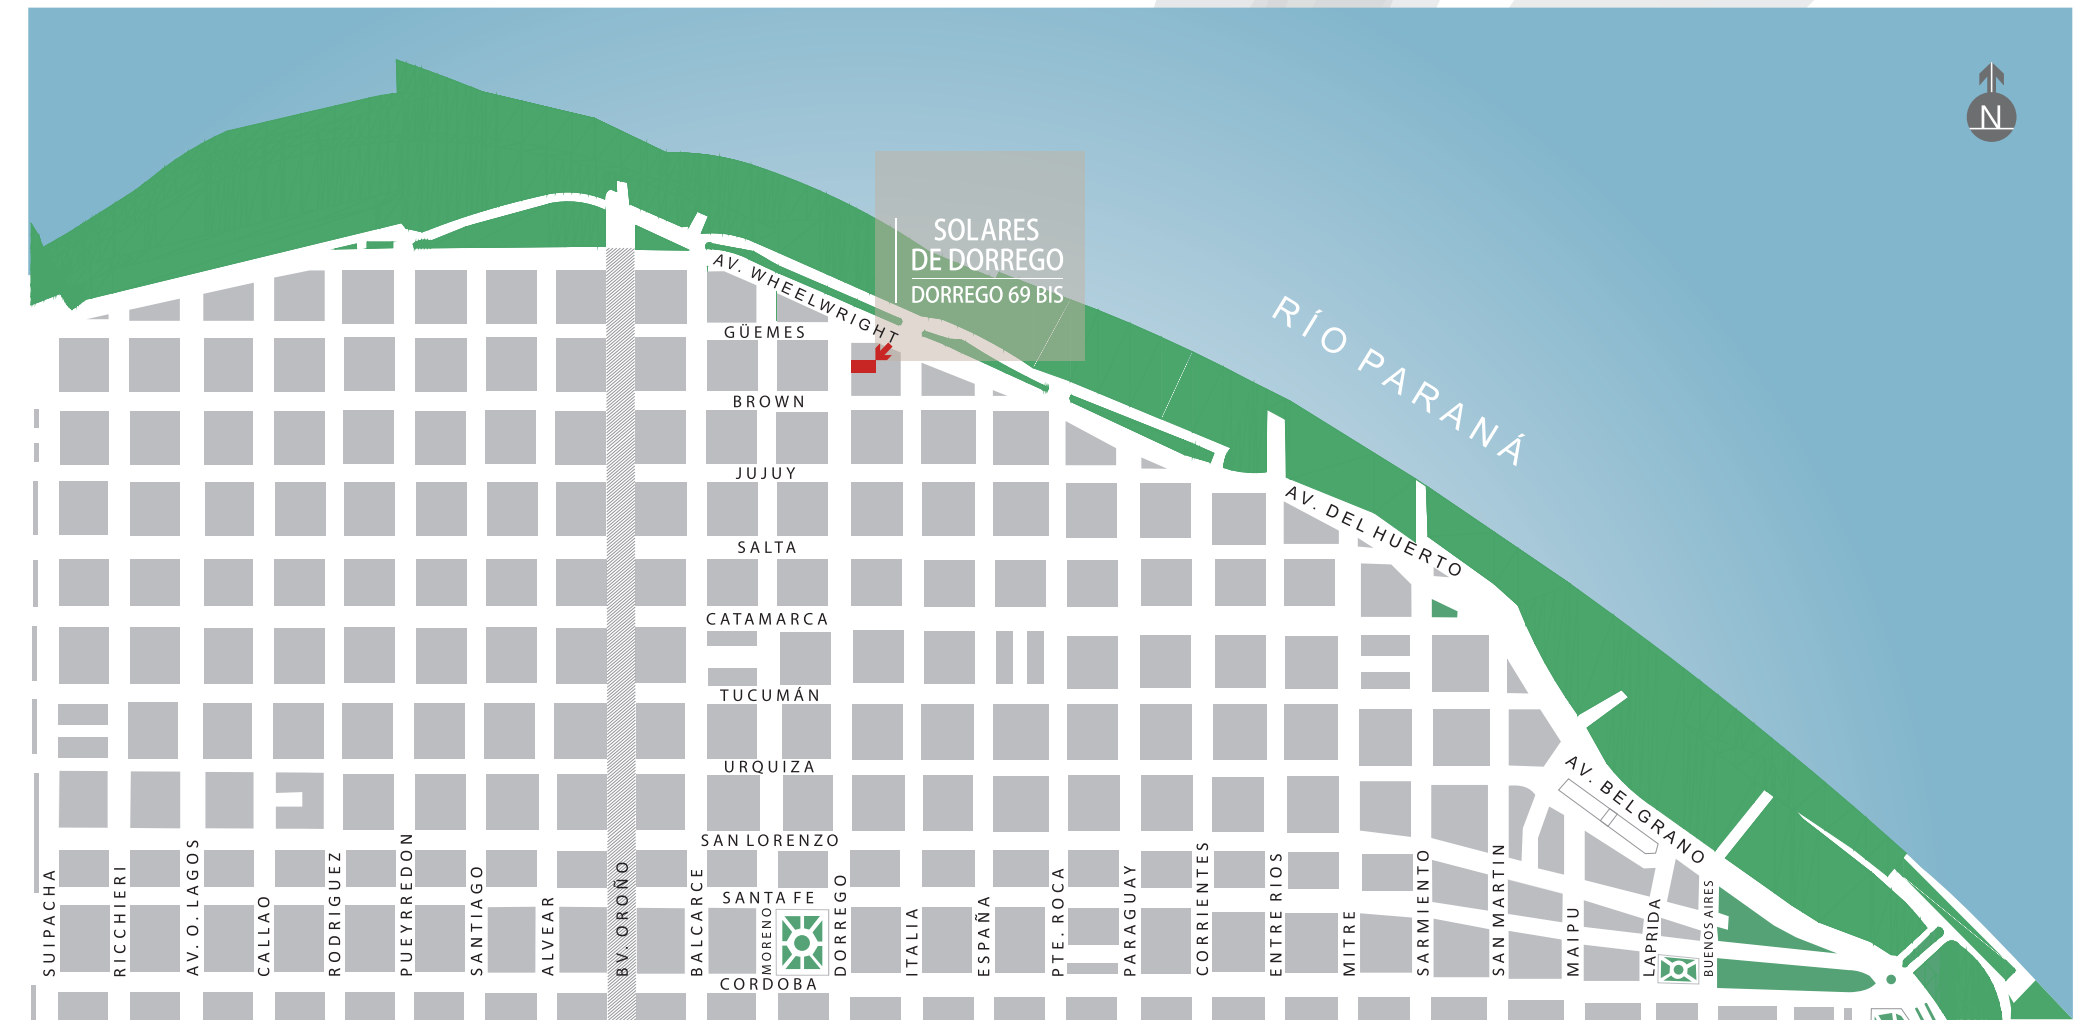 N
SOLARES
DE DORREGO
DORREGO 69 BIS
RÍO PARANÁ
AV. WHEELWRIGHT
GÜEMES
BROWN
JUJUY
AV. DEL HUERTO
SALTA
CATAMARCA
TUCUMÁN
URQUIZA
AV. BELGRANO
SAN LORENZO
SANTA FE
CORDOBA
SUIPACHA
RICCHIERI
AV. O. LAGOS
CALLAO
RODRIGUEZ
PUEYRREDON
SANTIAGO
ALVEAR
BV. OROÑO
BALCARCE
MORENO
DORREGO
ITALIA
ESPAÑA
PTE. ROCA
PARAGUAY
CORRIENTES
ENTRE RIOS
MITRE
SARMIENTO
SAN MARTIN
MAIPU
LAPRIDA
BUENOS AIRES